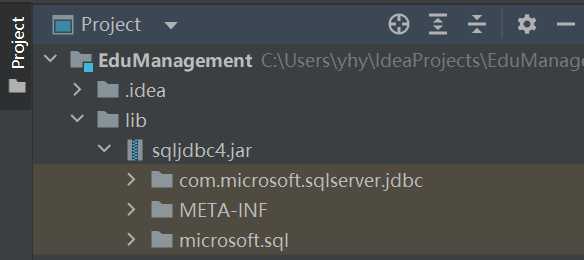 Project
Project
EduManagement C:\Users\yhy\IdeaProjects\EduManage
.idea
lib
sqljdbc4.jar
com.microsoft.sqlserver.jdbc
META-INF
microsoft.sql